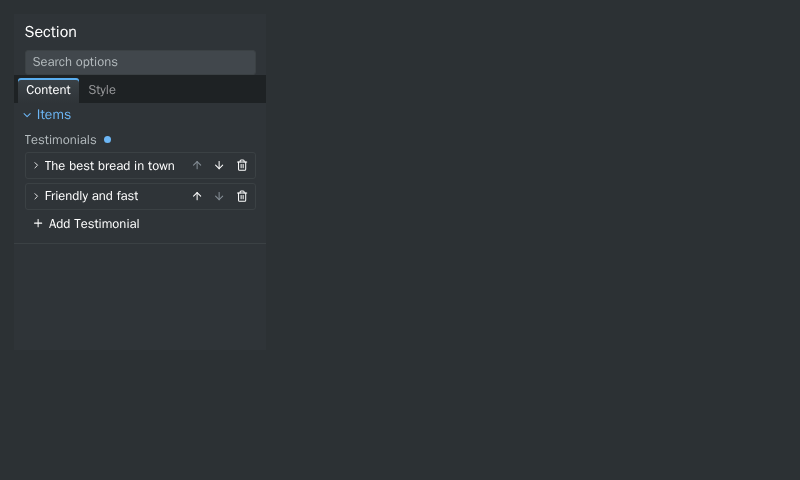 Section
Search options
Content Style
Items
Testimonials
The best bread in town
Friendly and fast
Add Testimonial